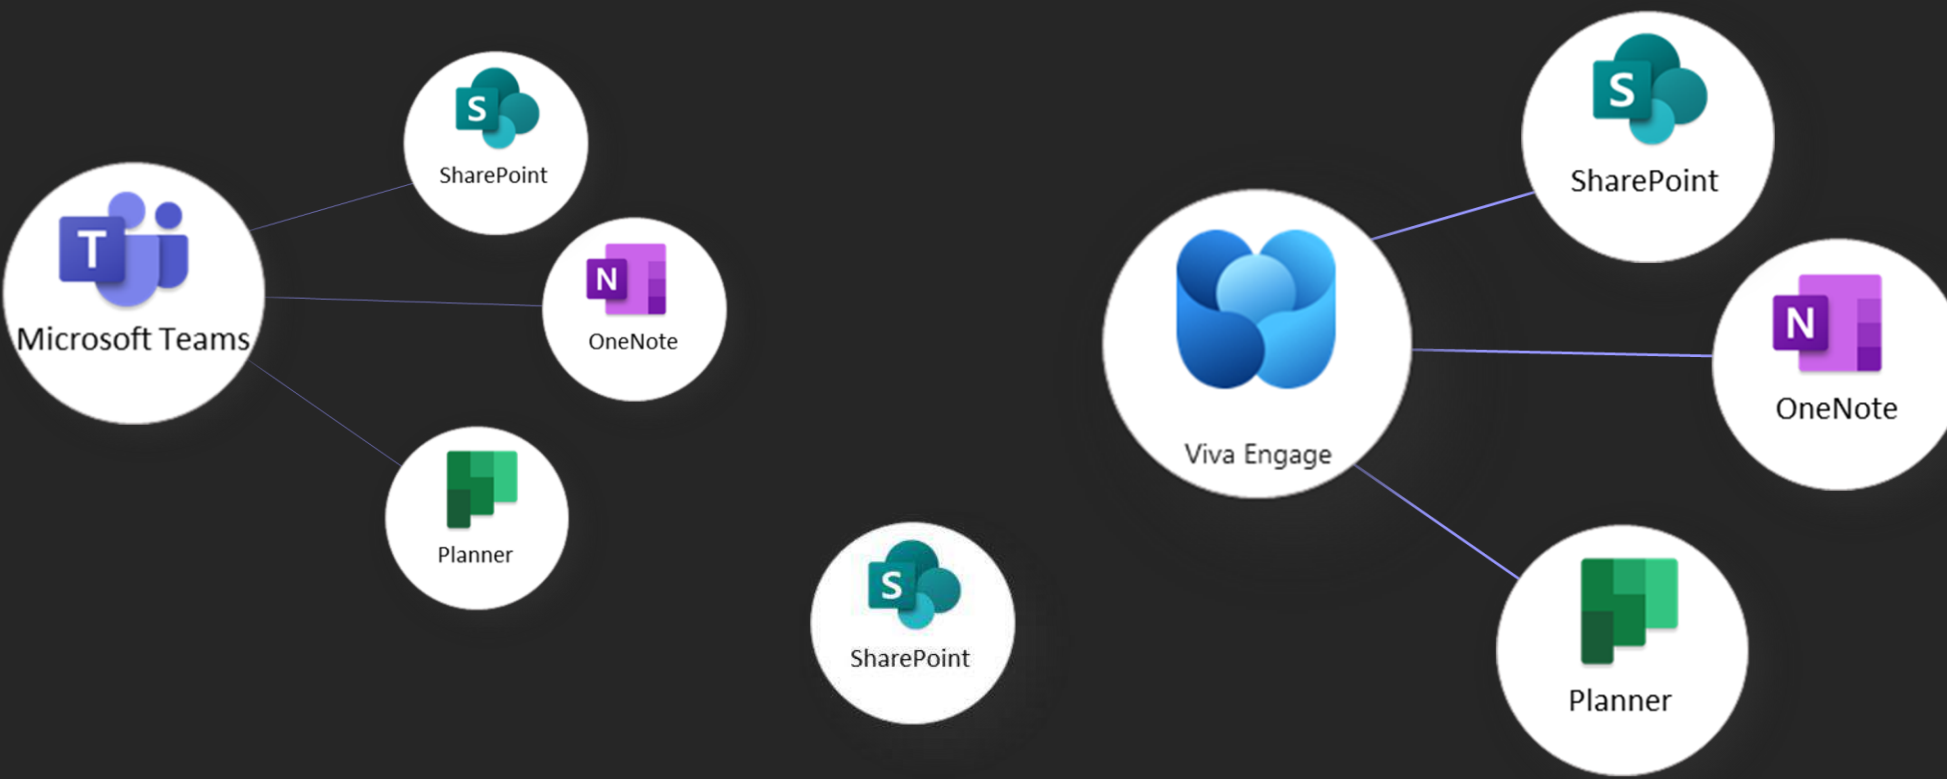 S
SharePoint
T
Microsoft Teams
N
OneNote
Planner
S
SharePoint
S
SharePoint
Viva Engage
N
OneNote
Planner